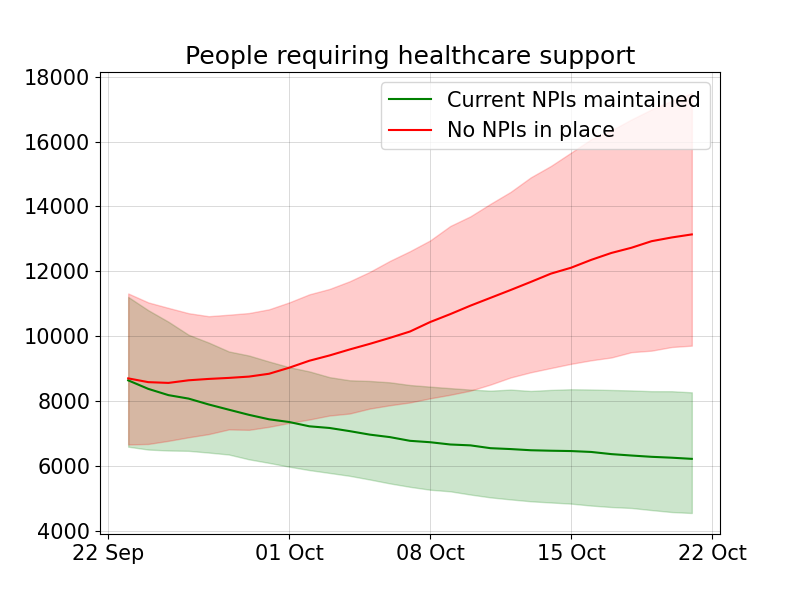 People requiring healthcare support
Current NPIs maintained
No NPIs in place
18000
16000
14000
12000
10000
8000
6000
4000
22 Sep
01 Oct
08 Oct
15 Oct
22 Oct